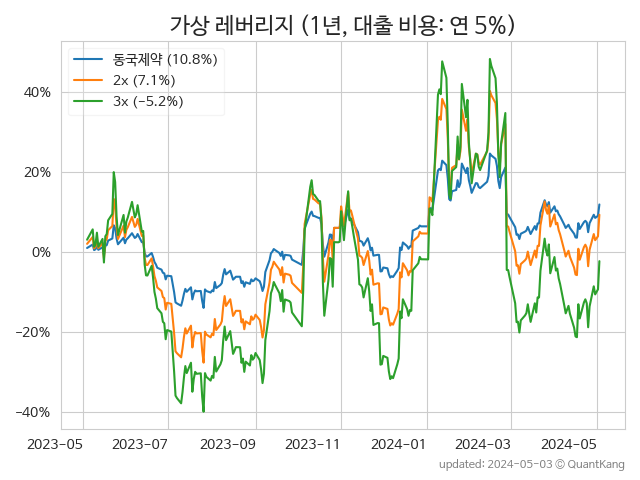 가상 레버리지 (1년, 대출 비용: 연 5%)
동국제약 (10.8%)
2x (7.1%)
3x (−5.2%)
40%
20%
0%
−20%
−40%
2023-05 2023-07 2023-09 2023-11 2024-01 2024-03 2024-05
updated: 2024-05-03 © QuantKang